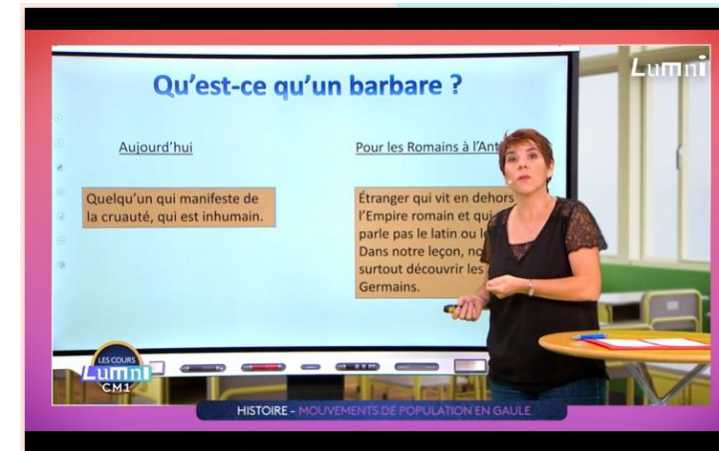 Lumni
Qu'est-ce qu'un barbare ?
Aujourd'hui
Quelqu'un qui manifeste de
la cruauté, qui est inhumain.
Pour les Romains à l'Ant
Étranger qui vit en dehors
l'Empire romain et qui
parle pas le latin ou
Dans notre leçon,
surtout découvrir les
Germains.
LES COURS
Lumni
CM1
HISTOIRE - MOUVEMENTS DE POPULATION EN GAULE